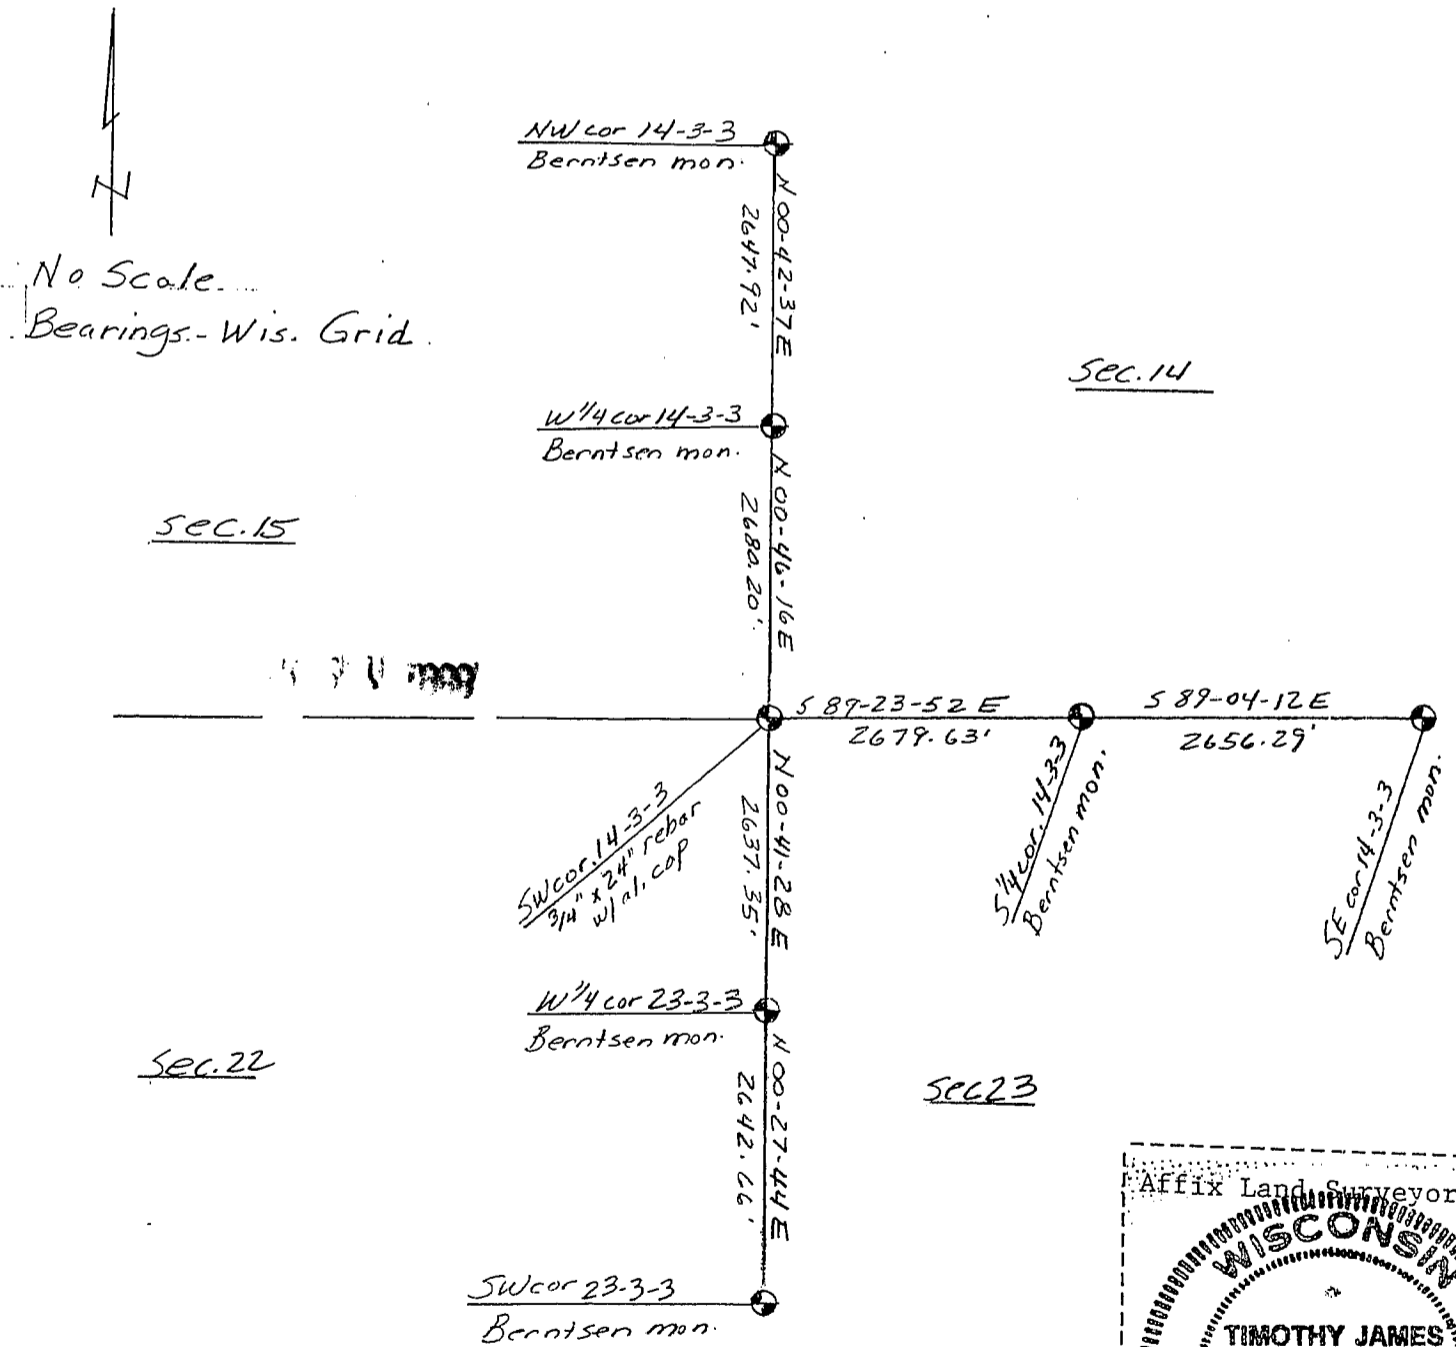 N
No Scale.
Bearings.- Wis. Grid.
NW cor 14-3-3
Berntsen mon.
N 00-42-37 E
2647.92'
W 1/4 cor 14-3-3
Berntsen mon.
Sec. 14
Sec. 15
N 00-46-16 E
2680.20'
S 89-23-52 E
2679.63'
S 89-04-12 E
2656.29'
SW cor. 14-3-3
3/4" x 24" rebar
w/ al. cap
N 00-41-28 E
2637.35'
S 1/4 cor. 14-3-3
Berntsen mon.
SE cor 14-3-3
Berntsen mon.
W 1/4 cor 23-3-3
Berntsen mon.
Sec. 22
Sec 23
N 00-27-44 E
2642.66'
SW cor 23-3-3
Berntsen mon.
Affix Land Surveyor
WISCONSIN
TIMOTHY JAMES